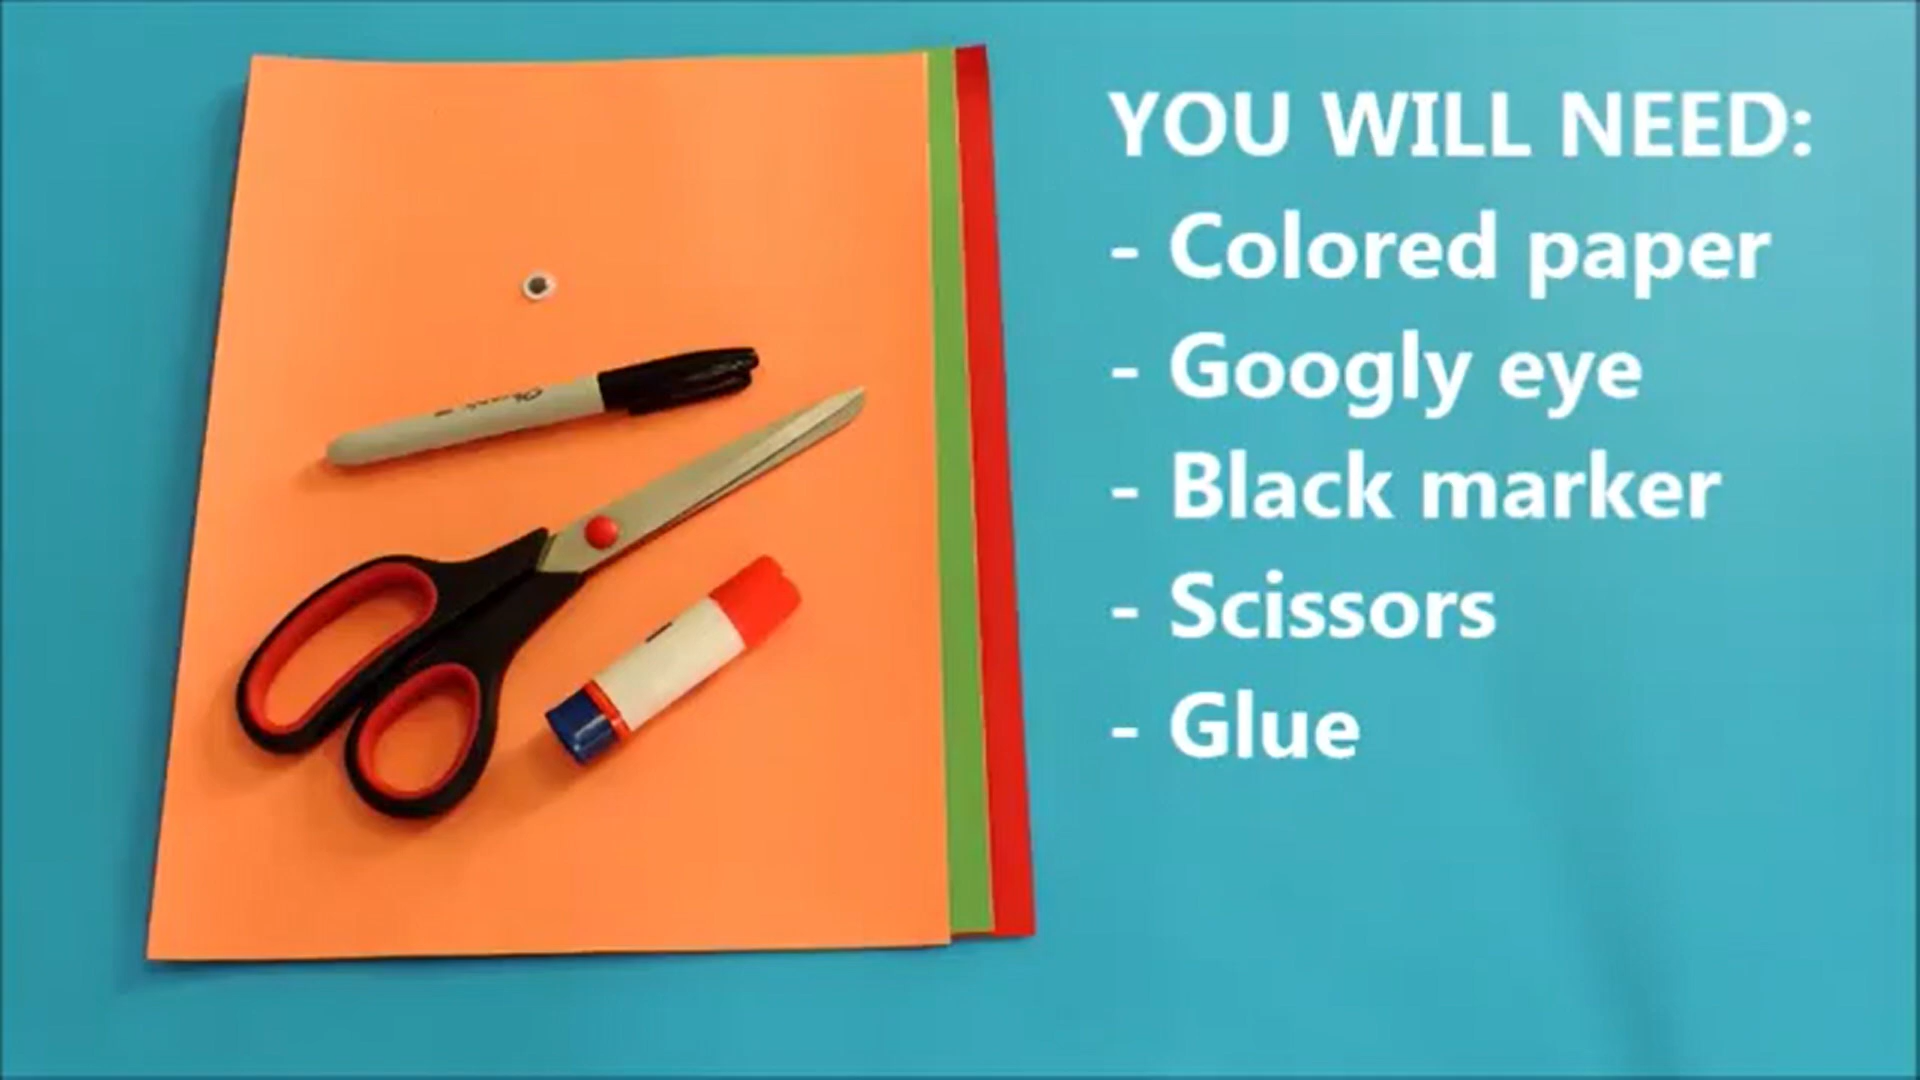 YOU WILL NEED:
- Colored paper
- Googly eye
- Black marker
- Scissors
- Glue